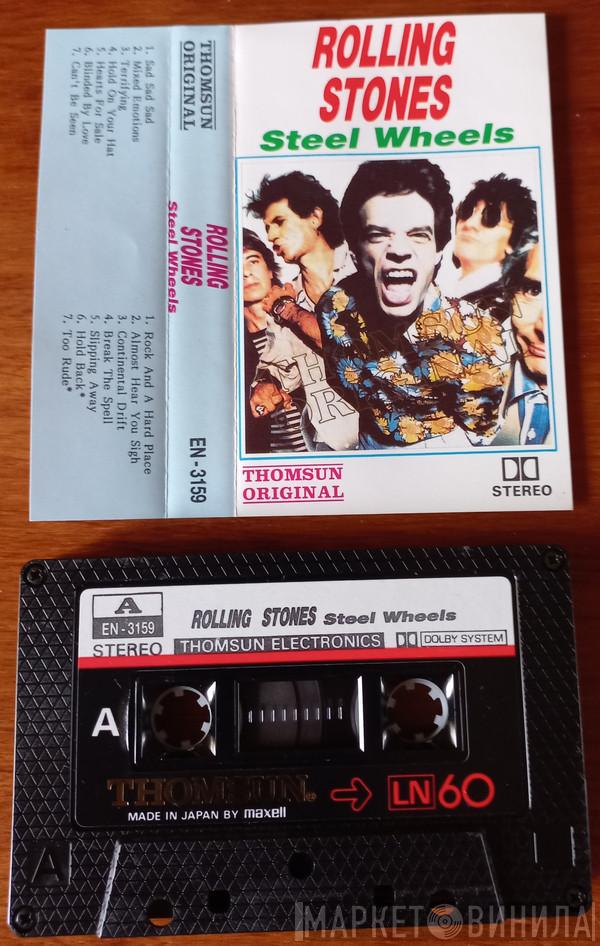 ROLLING
STONES
Steel Wheels
THOMSUN
ORIGINAL
STEREO
THOMSUN
ORIGINAL
ROLLING
STONES
Steel Wheels
EN - 3159
1. Sad Sad Sad
2. Mixed Emotions
3. Terrifying
4. Hold On Your Hat
5. Hearts For Sale
6. Blinded By Love
7. Can't Be Seen
1. Rock And A Hard Place
2. Almost Hear You Sigh
3. Continental Drift
4. Break The Spell
5. Slipping Away
6. Hold Back*
7. Too Rude*
A
EN-3159
STEREO
ROLLING STONES Steel Wheels
THOMSUN ELECTRONICS DOLBY SYSTEM
A
THOMSUN®
LN 60
MADE IN JAPAN BY maxell
A
МАРКЕТ ВИНИЛА